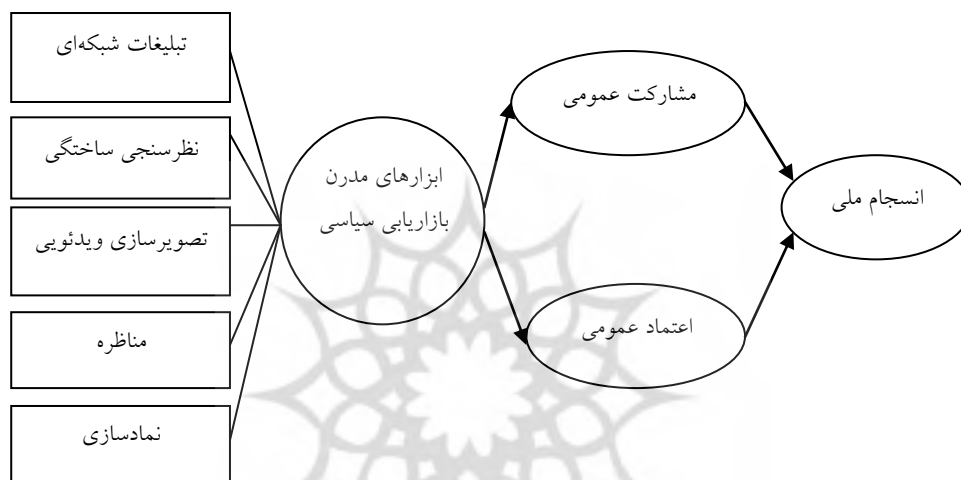 تبلیغات شبکه‌ای
نظرسنجی ساختگی
تصویرسازی ویدئویی
مناظره
نمادسازی
ابزارهای مدرن
بازاریابی سیاسی
مشارکت عمومی
اعتماد عمومی
انسجام ملی